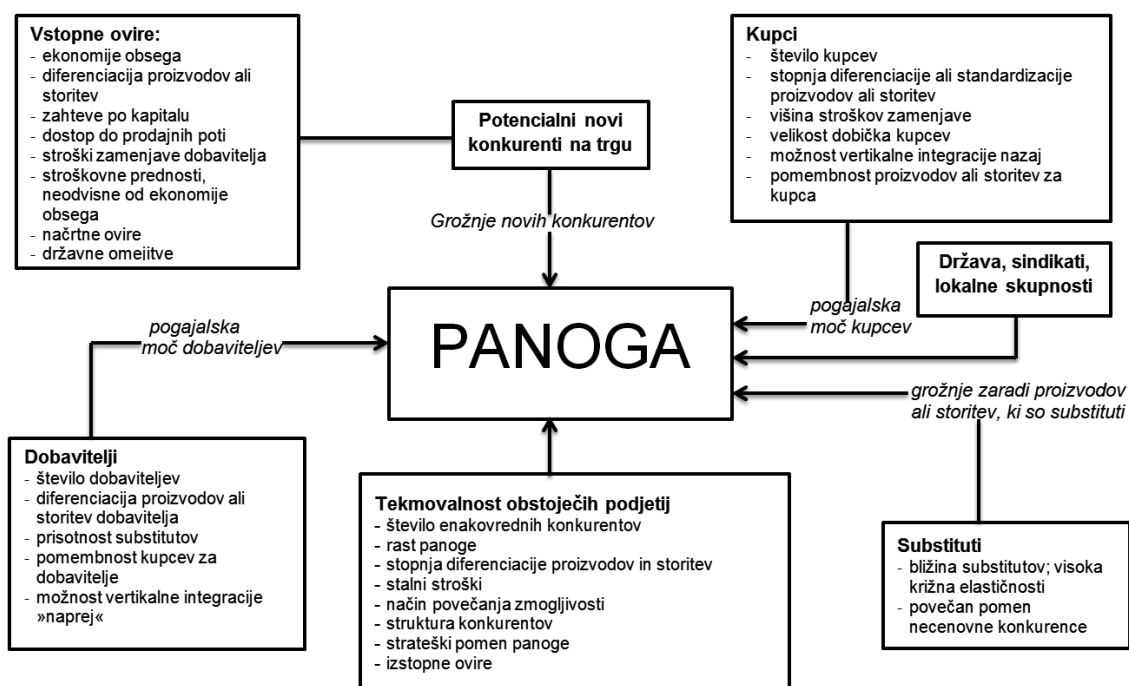 Vstopne ovire:
- ekonomije obsega
- diferenciacija proizvodov ali
storitev
- zahteve po kapitalu
- dostop do prodajnih poti
- stroški zamenjave dobavitelja
- stroškovne prednosti,
neodvisne od ekonomije
obsega
- načrtne ovire
- državne omejitve
Potencialni novi
konkurenti na trgu
Grožnje novih konkurentov
Kupci
- število kupcev
- stopnja diferenciacije ali standardizacije
proizvodov ali storitev
- višina stroškov zamenjave
- velikost dobička kupcev
- možnost vertikalne integracije nazaj
- pomembnost proizvodov ali storitev za
kupca
Država, sindikati,
lokalne skupnosti
pogajalska
moč dobaviteljev
PANOGA
pogajalska
moč kupcev
grožnje zaradi proizvodov
ali storitev, ki so substituti
Dobavitelji
- število dobaviteljev
- diferenciacija proizvodov ali
storitev dobavitelja
- prisotnost substitutov
- pomembnost kupcev za
dobavitelje
- možnost vertikalne integracije
»naprej«
Tekmovalnost obstoječih podjetij
- število enakovrednih konkurentov
- rast panoge
- stopnja diferenciacije proizvodov in storitev
- stalni stroški
- način povečanja zmogljivosti
- struktura konkurentov
- strateški pomen panoge
- izstopne ovire
Substituti
- bližina substitutov; visoka
križna elastičnosti
- povečan pomen
necenovne konkurence